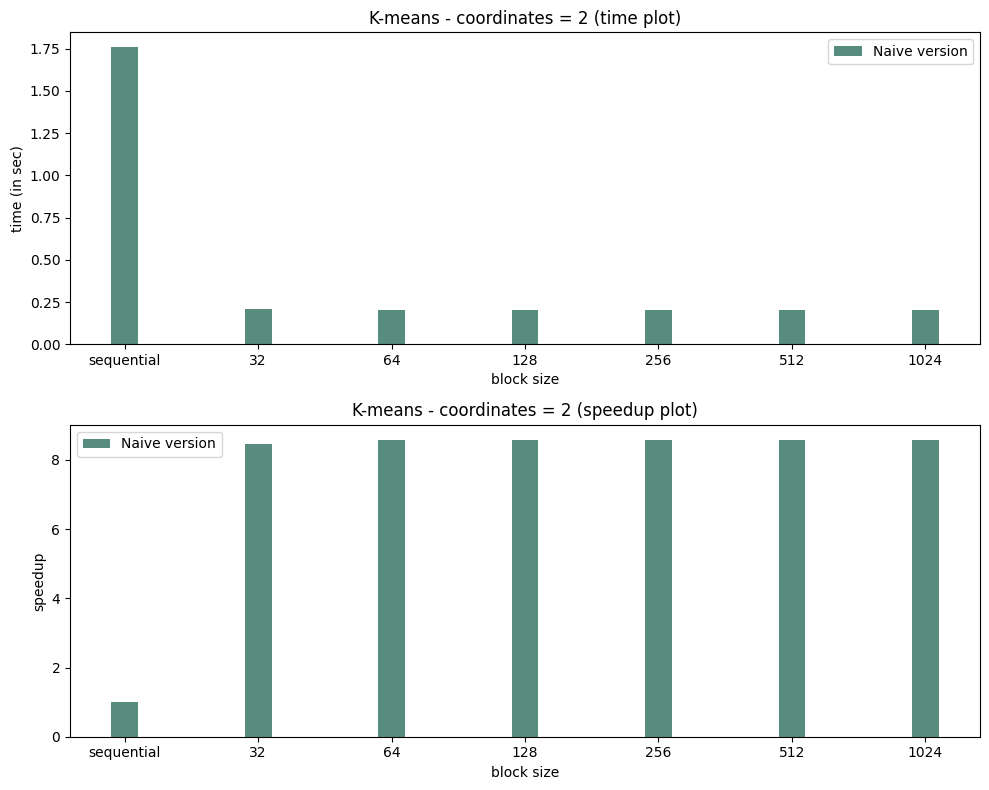 K-means - coordinates = 2 (time plot)
Naive version
time (in sec)
1.75
1.50
1.25
1.00
0.75
0.50
0.25
0.00
sequential 32 64 128 256 512 1024
block size
K-means - coordinates = 2 (speedup plot)
Naive version
speedup
8
6
4
2
0
sequential 32 64 128 256 512 1024
block size